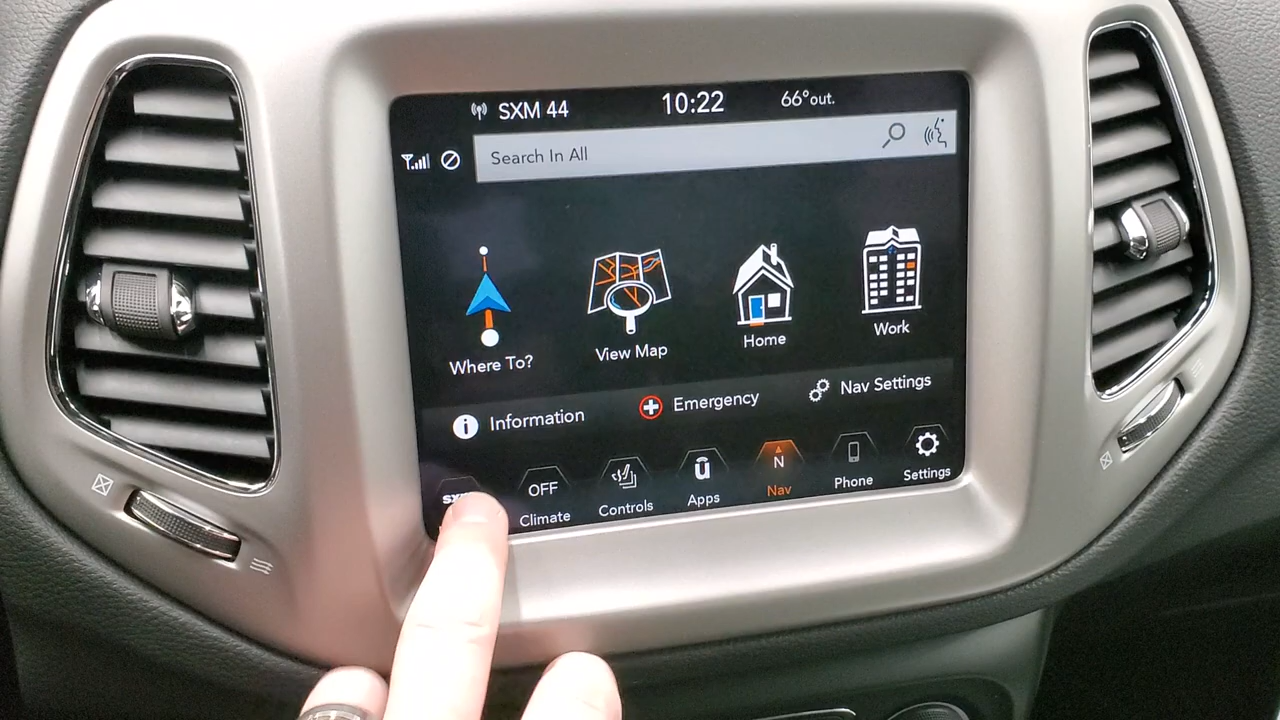 SXM 44 10:22 66°out.
Search In All
Where To? View Map Home Work
Information Emergency Nav Settings
OFF N
Climate Controls Apps Nav Phone Settings